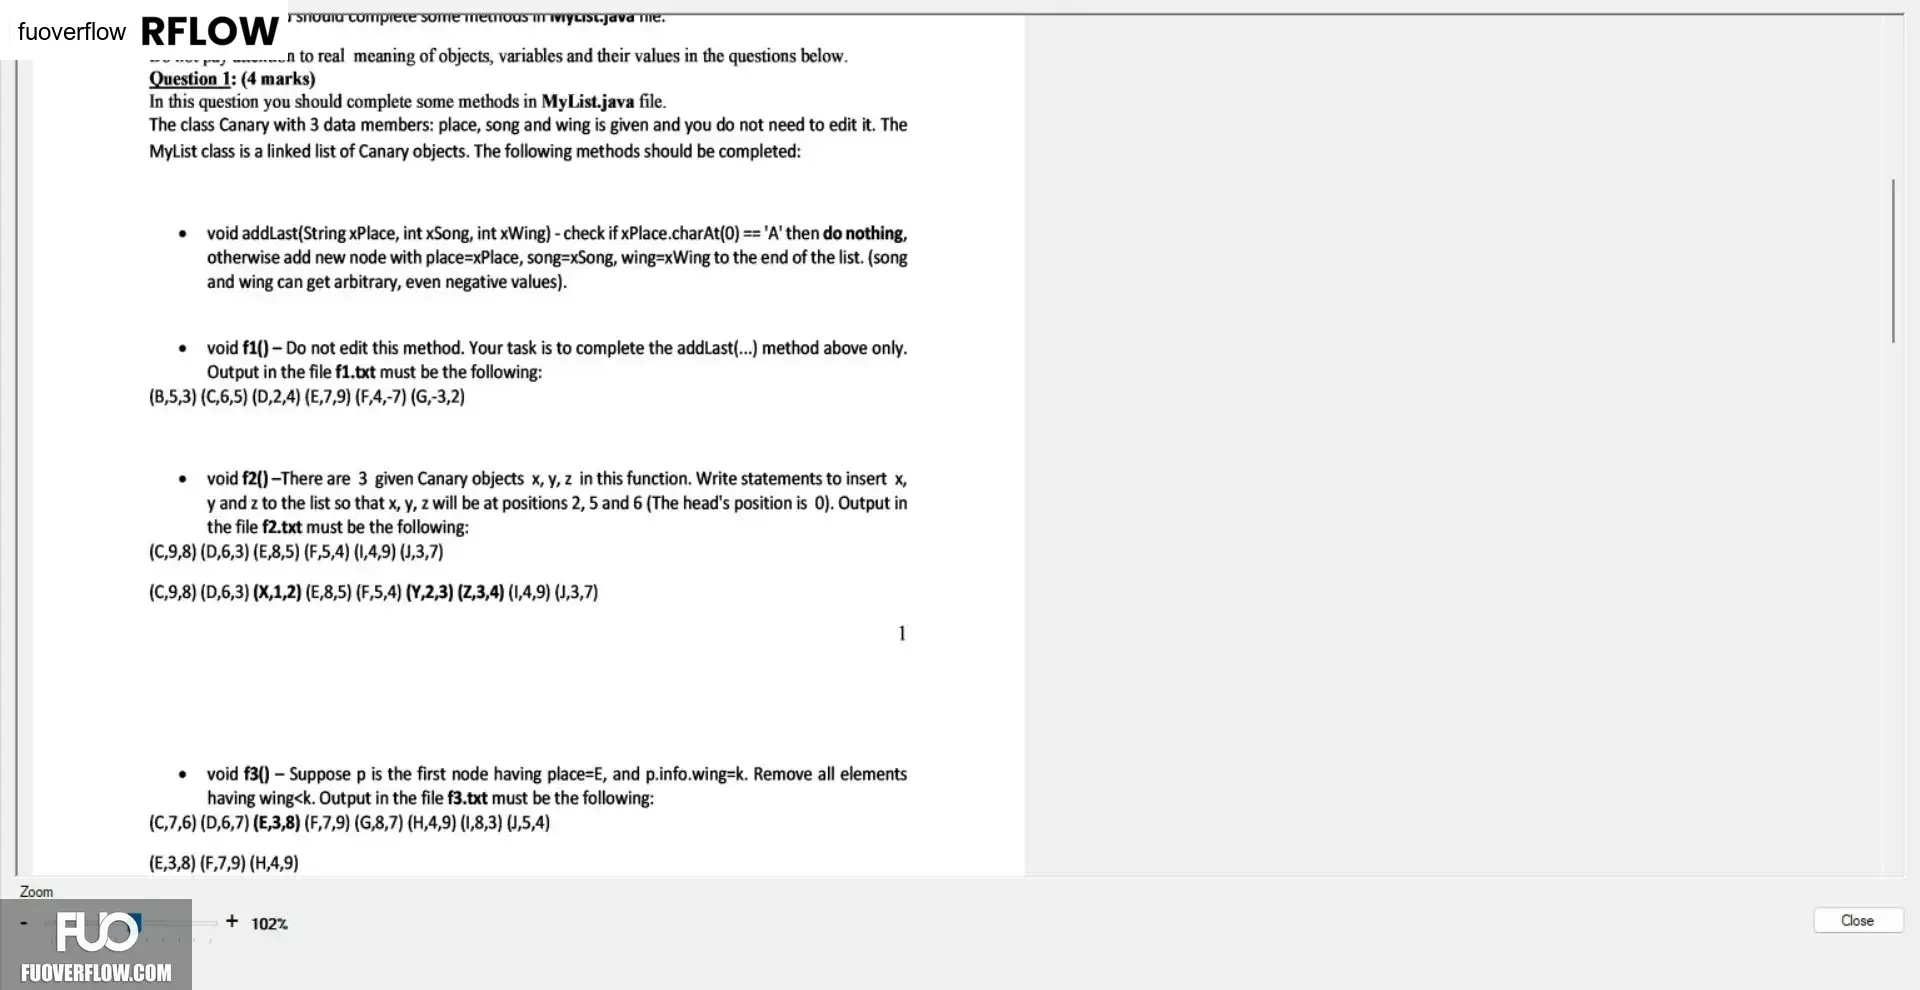 fuoverflow RFLOW should complete some methods in MyList.java file.
to real meaning of objects, variables and their values in the questions below.
Question 1: (4 marks)
In this question you should complete some methods in MyList.java file.
The class Canary with 3 data members: place, song and wing is given and you do not need to edit it. The
MyList class is a linked list of Canary objects. The following methods should be completed:
• void addLast(String xPlace, int xSong, int xWing) - check if xPlace.charAt(0) == 'A' then do nothing,
otherwise add new node with place=xPlace, song=xSong, wing=xWing to the end of the list. (song
and wing can get arbitrary, even negative values).
• void f1() – Do not edit this method. Your task is to complete the addLast(...) method above only.
Output in the file f1.txt must be the following:
(B,5,3) (C,6,5) (D,2,4) (E,7,9) (F,4,-7) (G,-3,2)
• void f2() –There are 3 given Canary objects x, y, z in this function. Write statements to insert x,
y and z to the list so that x, y, z will be at positions 2, 5 and 6 (The head's position is 0). Output in
the file f2.txt must be the following:
(C,9,8) (D,6,3) (E,8,5) (F,5,4) (I,4,9) (J,3,7)
(C,9,8) (D,6,3) (X,1,2) (E,8,5) (F,5,4) (Y,2,3) (Z,3,4) (I,4,9) (J,3,7)
1
• void f3() – Suppose p is the first node having place=E, and p.info.wing=k. Remove all elements
having wing<k. Output in the file f3.txt must be the following:
(C,7,6) (D,6,7) (E,3,8) (F,7,9) (G,8,7) (H,4,9) (I,8,3) (J,5,4)
(E,3,8) (F,7,9) (H,4,9)
Zoom
- + 102%
Close
FUO
FUOVERFLOW.COM